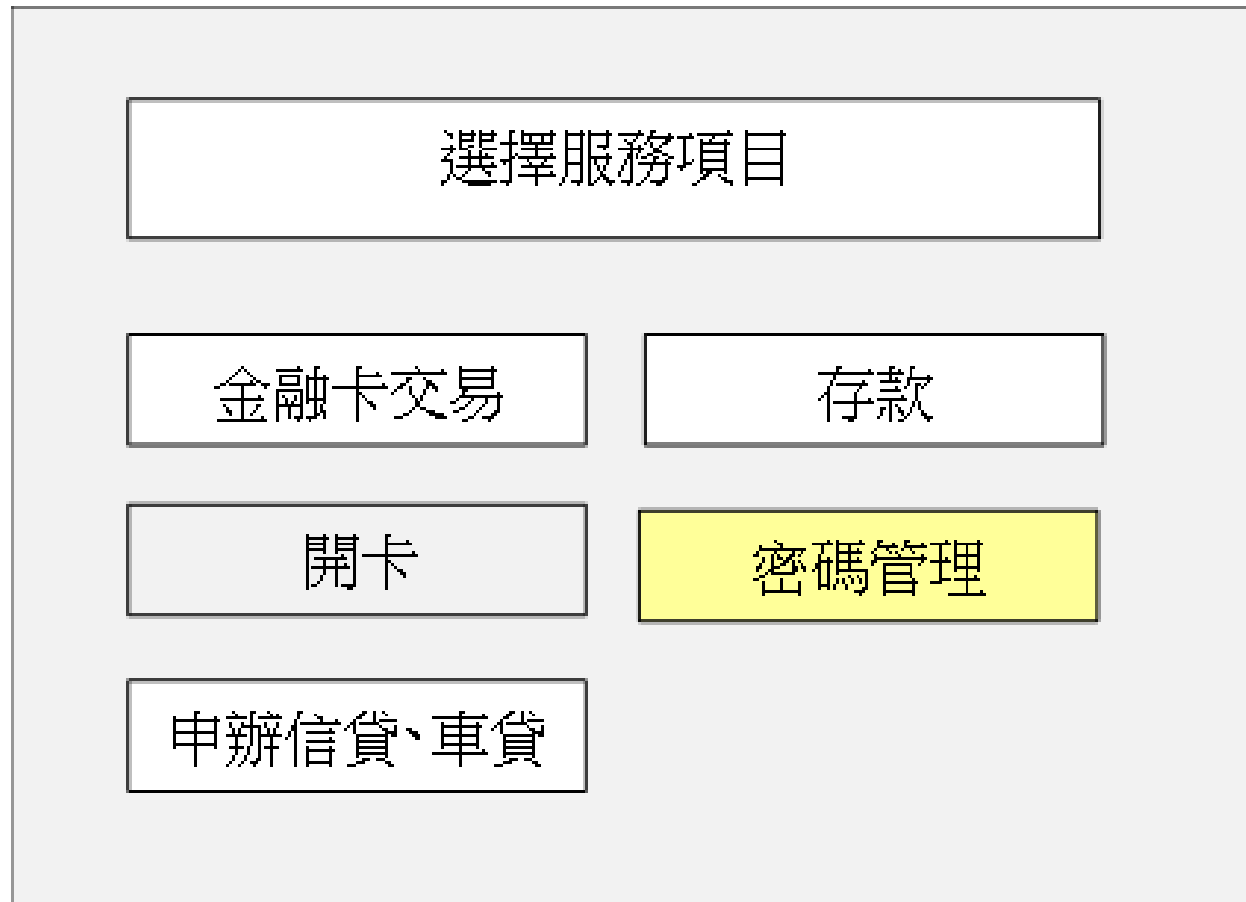 選擇服務項目
金融卡交易
存款
開卡
密碼管理
申辦信貸、車貸